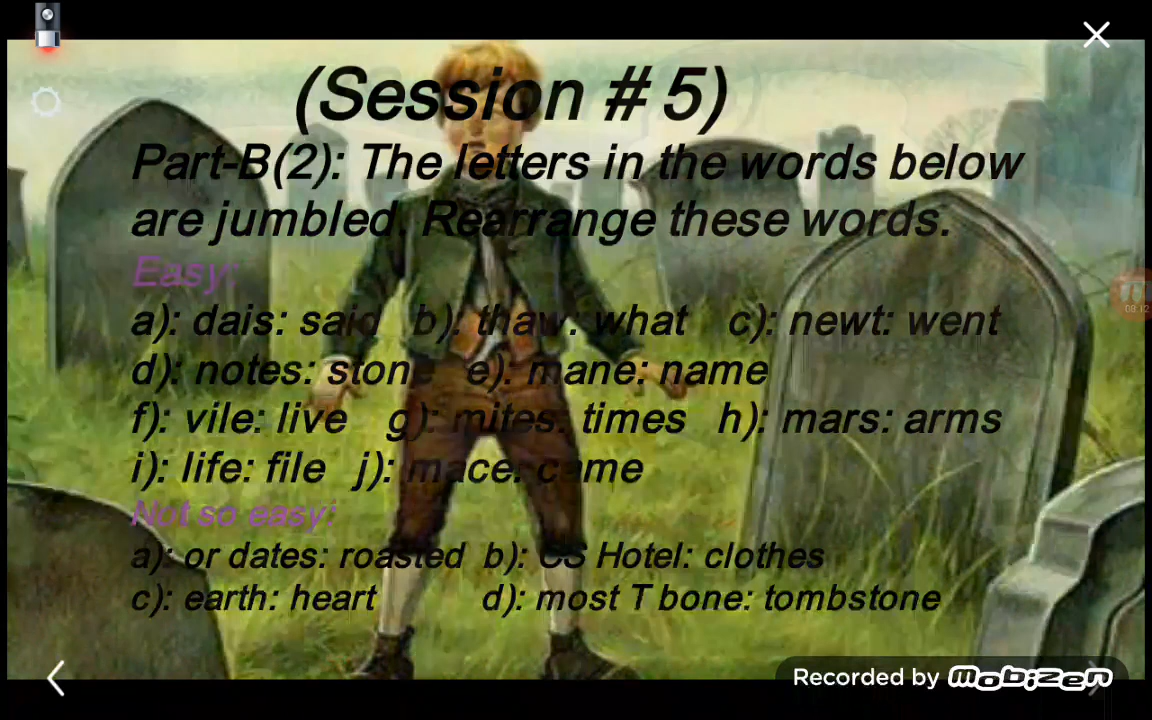 (Session # 5)
Part-B(2): The letters in the words below
are jumbled. Rearrange these words.
Easy:
a): dais: said b): thaw: what c): newt: went
d): notes: stone e): mane: name
f): vile: live g): mites: times h): mars: arms
i): life: file j): mace: came
Not so easy:
a): or dates: roasted b): CS Hotel: clothes
c): earth: heart d): most T bone: tombstone
08:12
Recorded by Mobizen